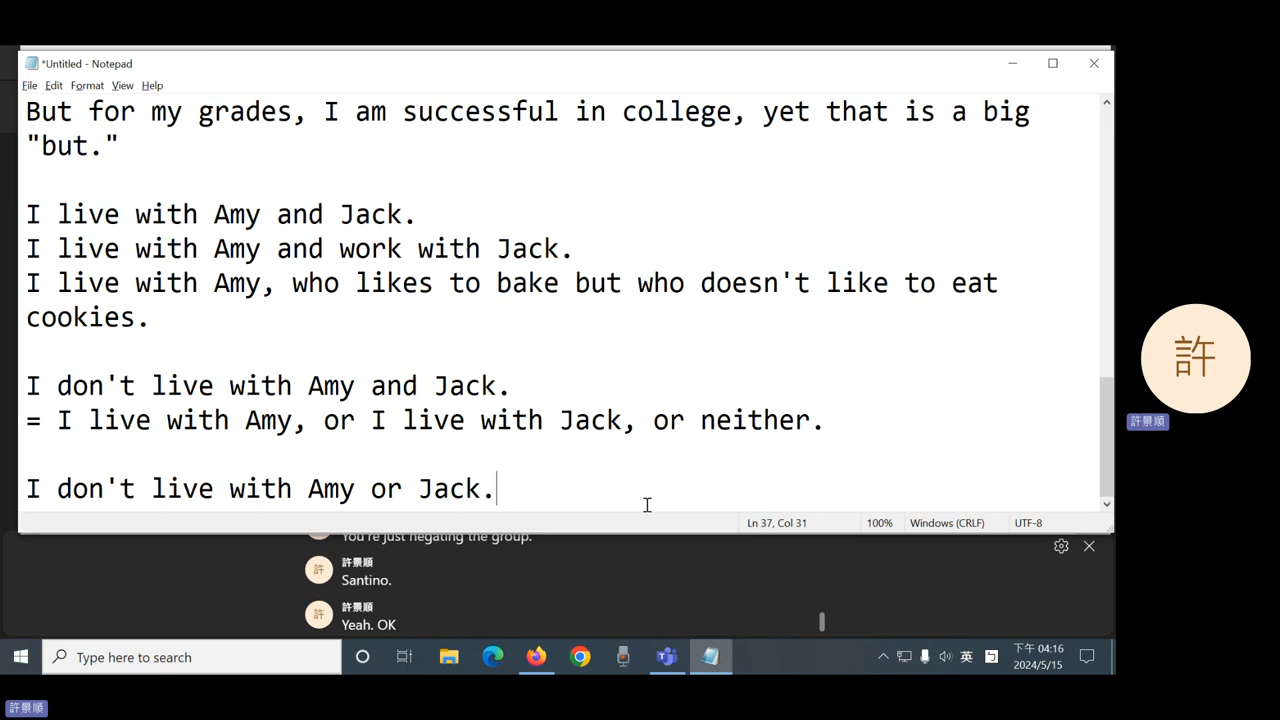 *Untitled - Notepad
File Edit Format View Help
But for my grades, I am successful in college, yet that is a big
"but."
I live with Amy and Jack.
I live with Amy and work with Jack.
I live with Amy, who likes to bake but who doesn't like to eat
cookies.
I don't live with Amy and Jack.
= I live with Amy, or I live with Jack, or neither.
I don't live with Amy or Jack.
Ln 37, Col 31 100% Windows (CRLF) UTF-8
You're just negating the group.
許 許景順
Santino.
許 許景順
Yeah. OK
許
許景順
Type here to search
英
下午 04:16
2024/5/15
許景順